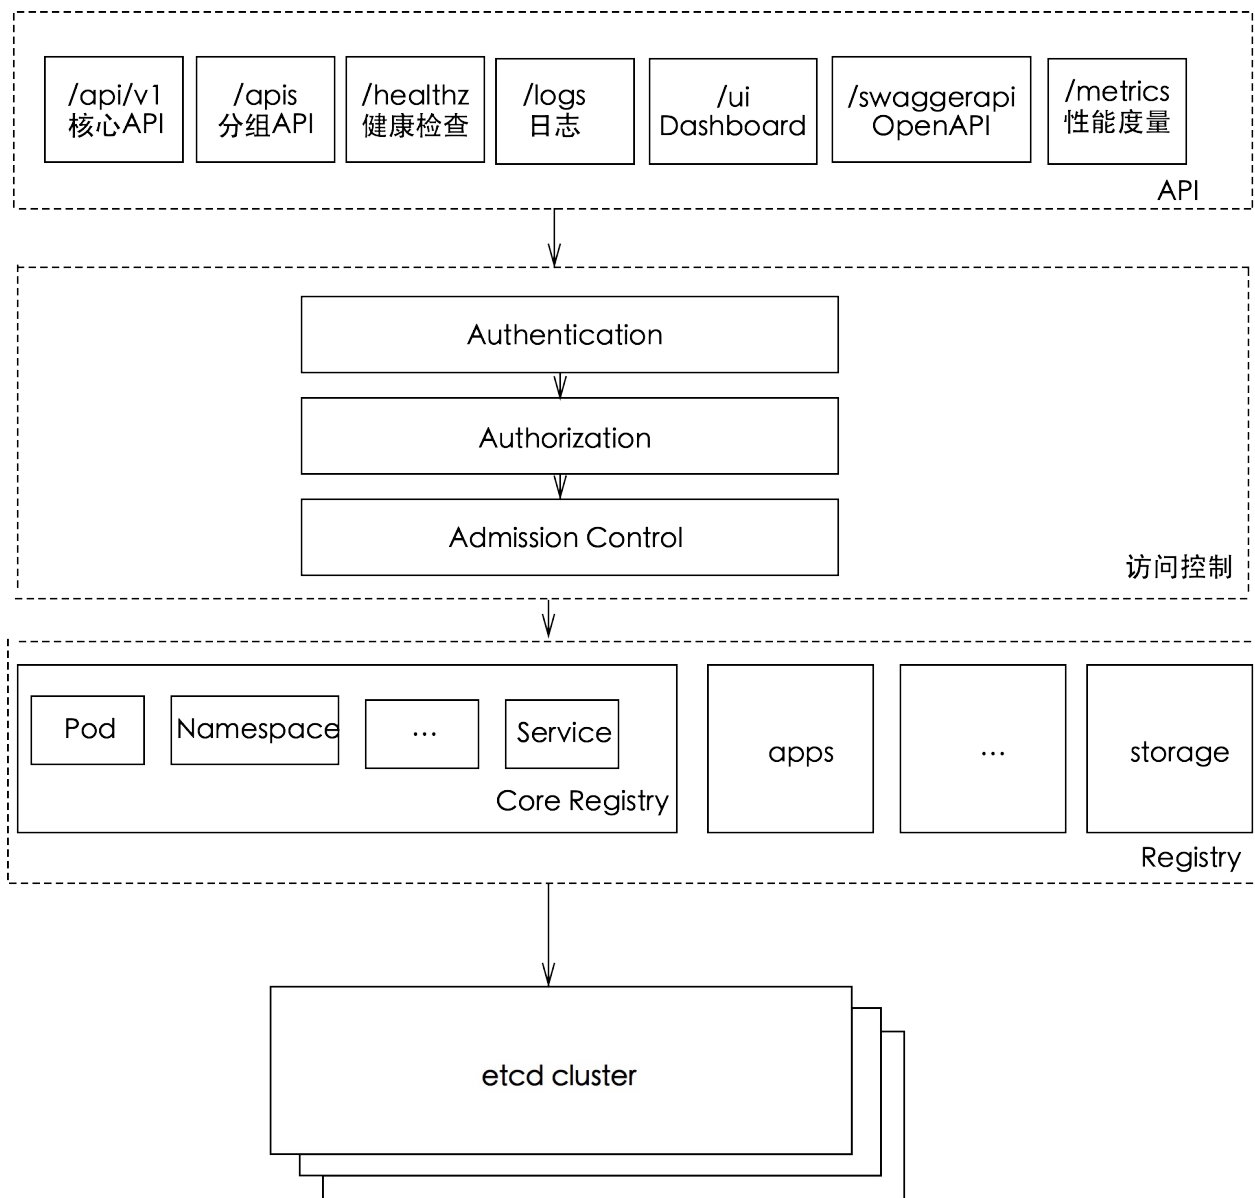 /api/v1
核心API
/apis
分组API
/healthz
健康检查
/logs
日志
/ui
Dashboard
/swaggerapi
OpenAPI
/metrics
性能度量
API
Authentication
Authorization
Admission Control
访问控制
Pod
Namespace
...
Service
Core Registry
apps
...
storage
Registry
etcd cluster